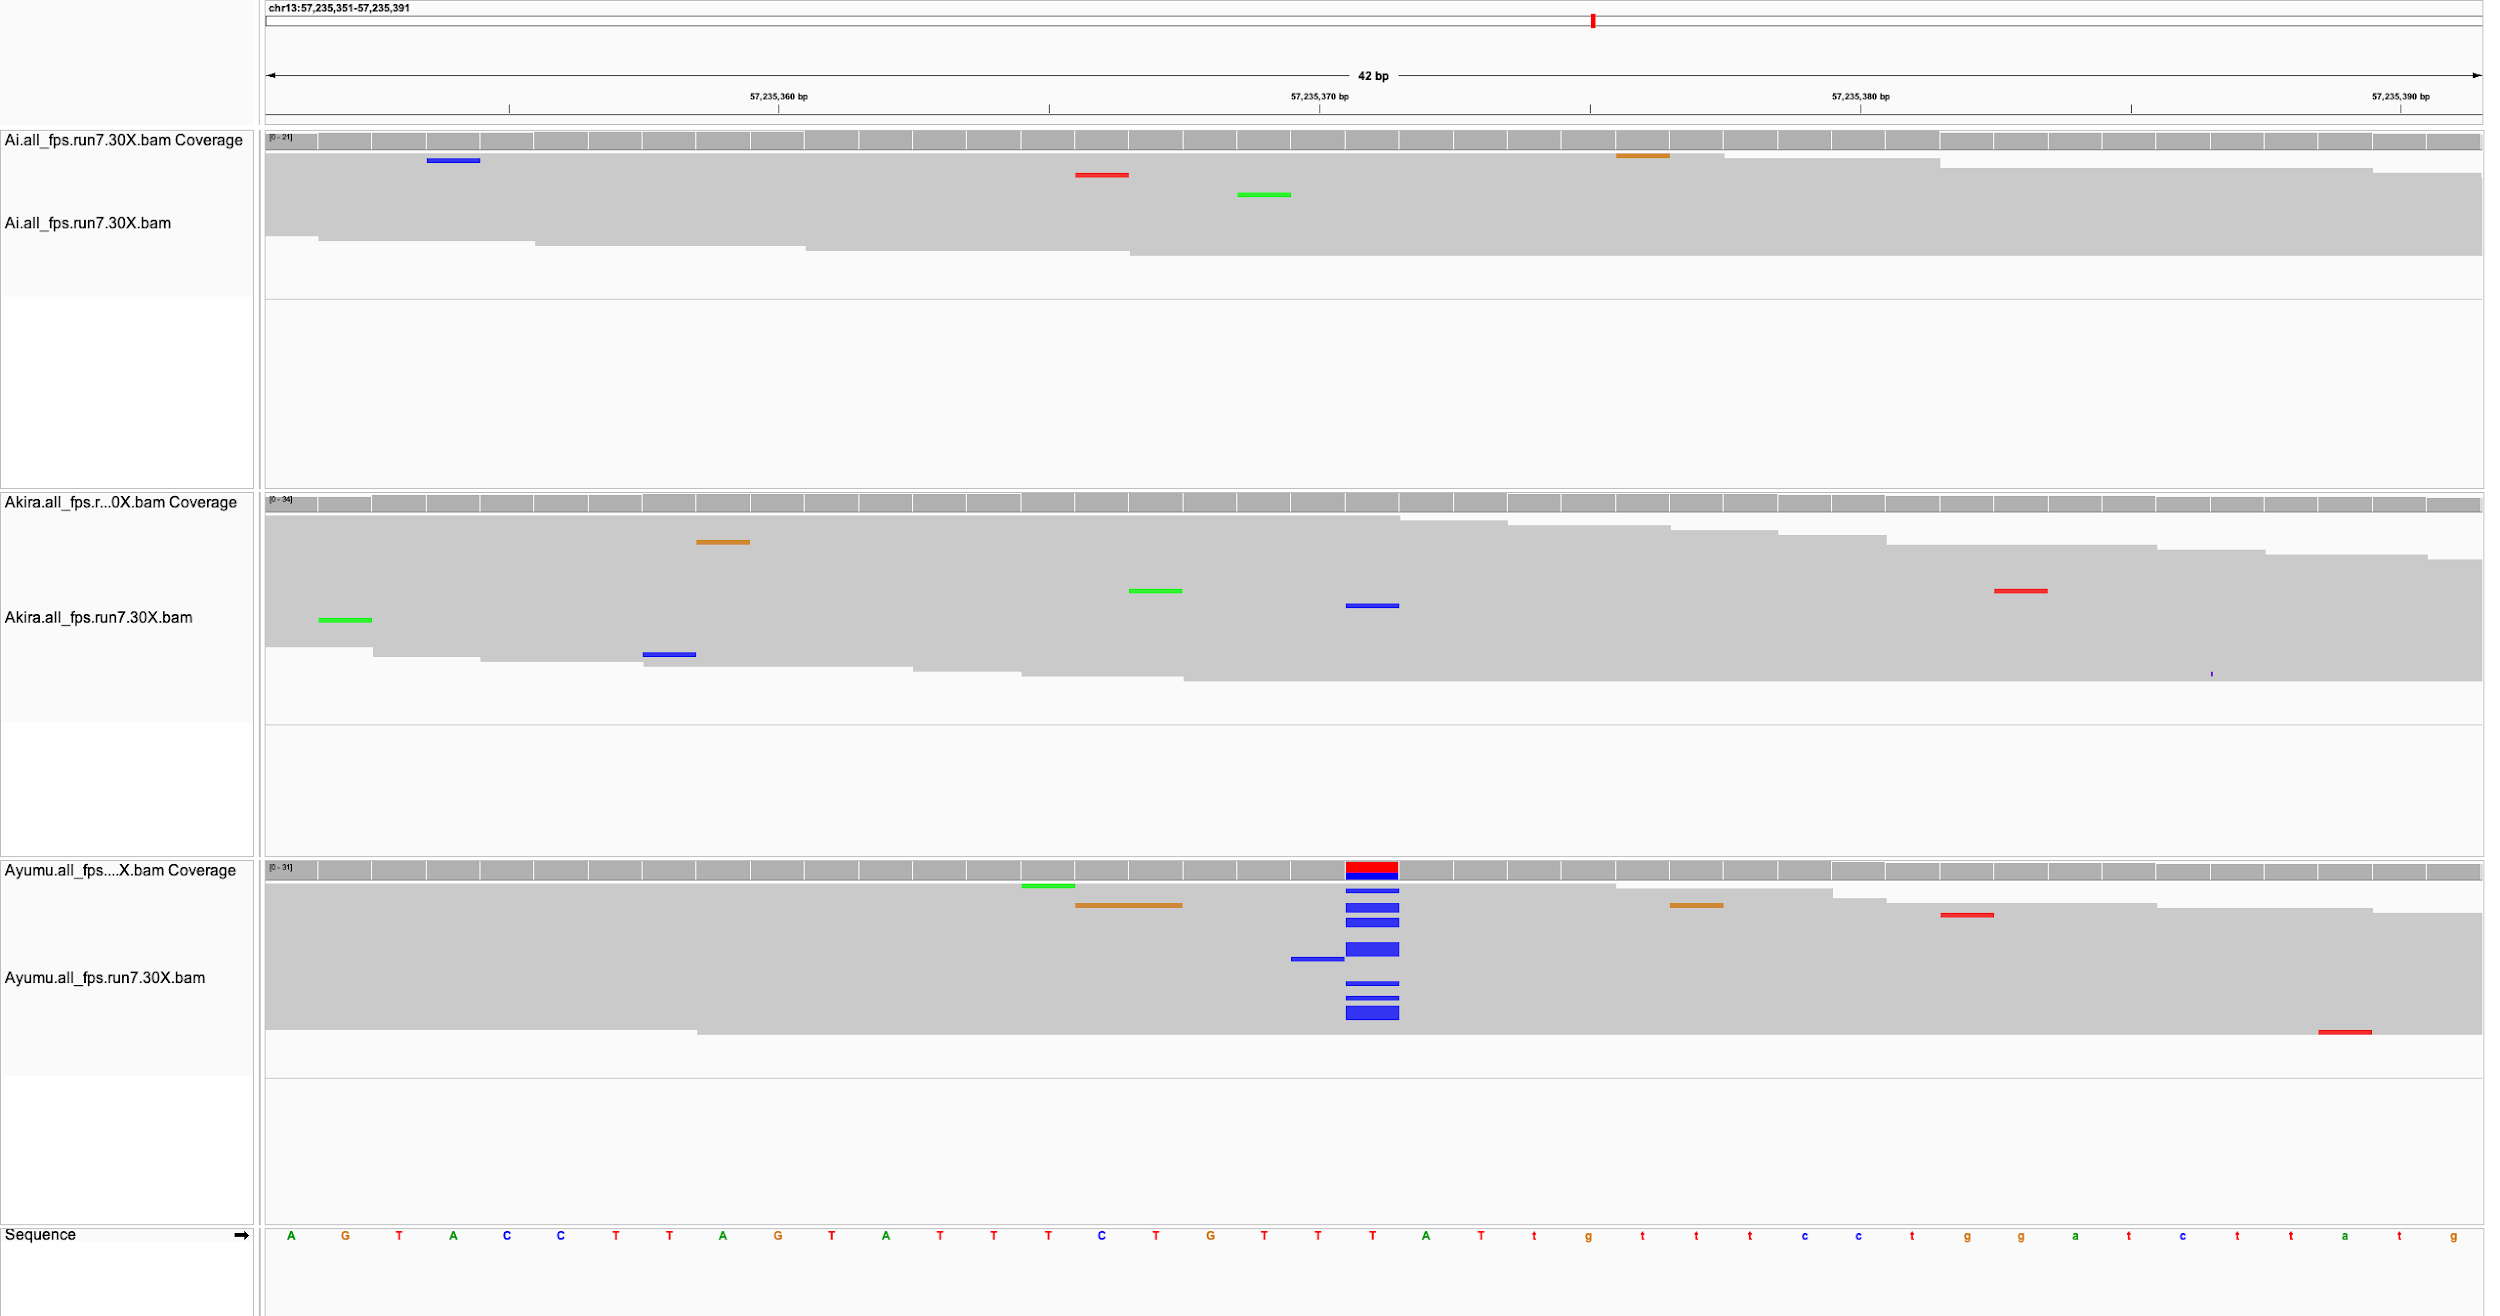 chr13:57,235,351-57,235,391
42 bp
57,235,360 bp 57,235,370 bp 57,235,380 bp 57,235,390 bp
Ai.all_fps.run7.30X.bam Coverage
[0 - 21]
Ai.all_fps.run7.30X.bam
Akira.all_fps.r...0X.bam Coverage
[0 - 34]
Akira.all_fps.run7.30X.bam
Ayumu.all_fps....X.bam Coverage
[0 - 31]
Ayumu.all_fps.run7.30X.bam
Sequence A G T A C C T T A G T A T T T C T G T T T A T t g t t t c c t g g a t c t t a t g